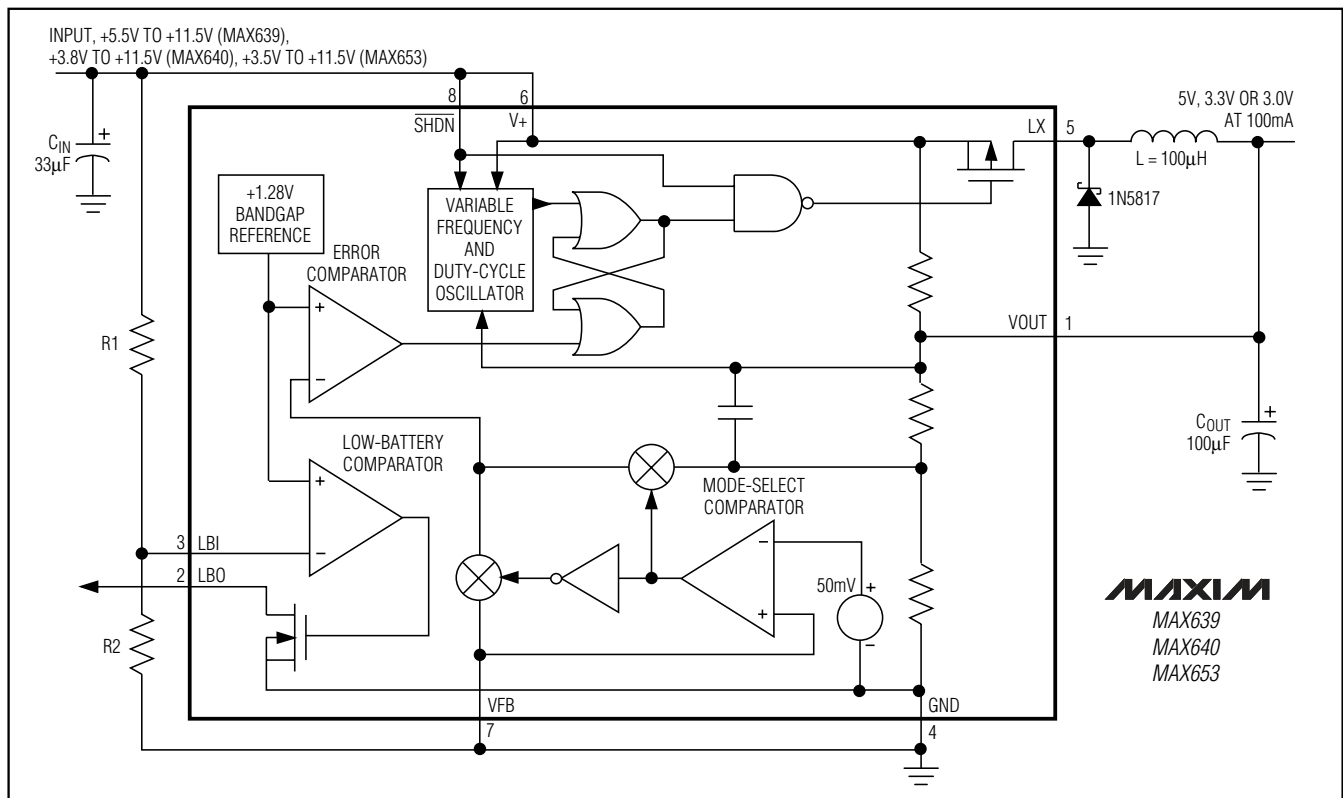 INPUT, +5.5V TO +11.5V (MAX639),
+3.8V TO +11.5V (MAX640), +3.5V TO +11.5V (MAX653)
8
6
SHDN
V+
LX
5
5V, 3.3V OR 3.0V
AT 100mA
L = 100µH
CIN
33µF
+
+1.28V
BANDGAP
REFERENCE
VARIABLE
FREQUENCY
AND
DUTY-CYCLE
OSCILLATOR
1N5817
ERROR
COMPARATOR
+
−
R1
VOUT
1
LOW-BATTERY
COMPARATOR
+
−
MODE-SELECT
COMPARATOR
−
+
COUT
100µF
+
3
LBI
2
LBO
50mV
+
−
R2
MAXIM
MAX639
MAX640
MAX653
VFB
7
GND
4